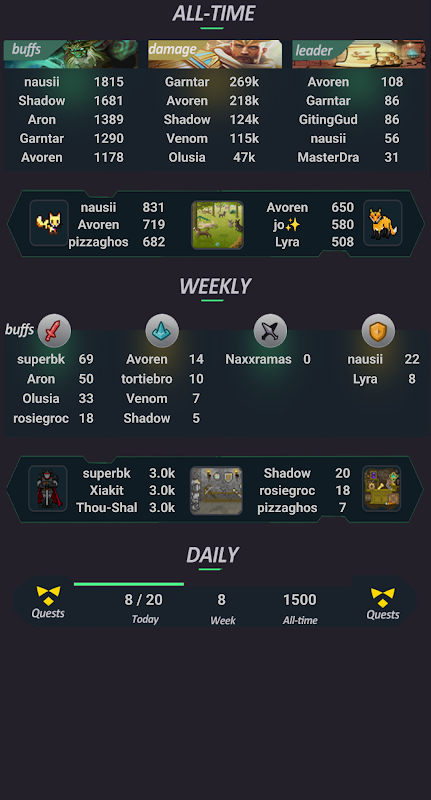 ALL-TIME
buffs damage leader
nausii 1815 Garntar 269k Avoren 108
Shadow 1681 Avoren 218k Garntar 86
Aron 1389 Shadow 124k GitingGud 86
Garntar 1290 Venom 115k nausii 56
Avoren 1178 Olusia 47k MasterDra 31
nausii 831 Avoren 650
Avoren 719 jo✨ 580
pizzaghos 682 Lyra 508
WEEKLY
buffs
superbk 69 Avoren 14 Naxxramas 0 nausii 22
Aron 50 tortiebro 10 Lyra 8
Olusia 33 Venom 7
rosiegroc 18 Shadow 5
superbk 3.0k Shadow 20
Xiakit 3.0k rosiegroc 18
Thou-Shal 3.0k pizzaghos 7
DAILY
8 / 20 8 1500
Quests Today Week All-time Quests